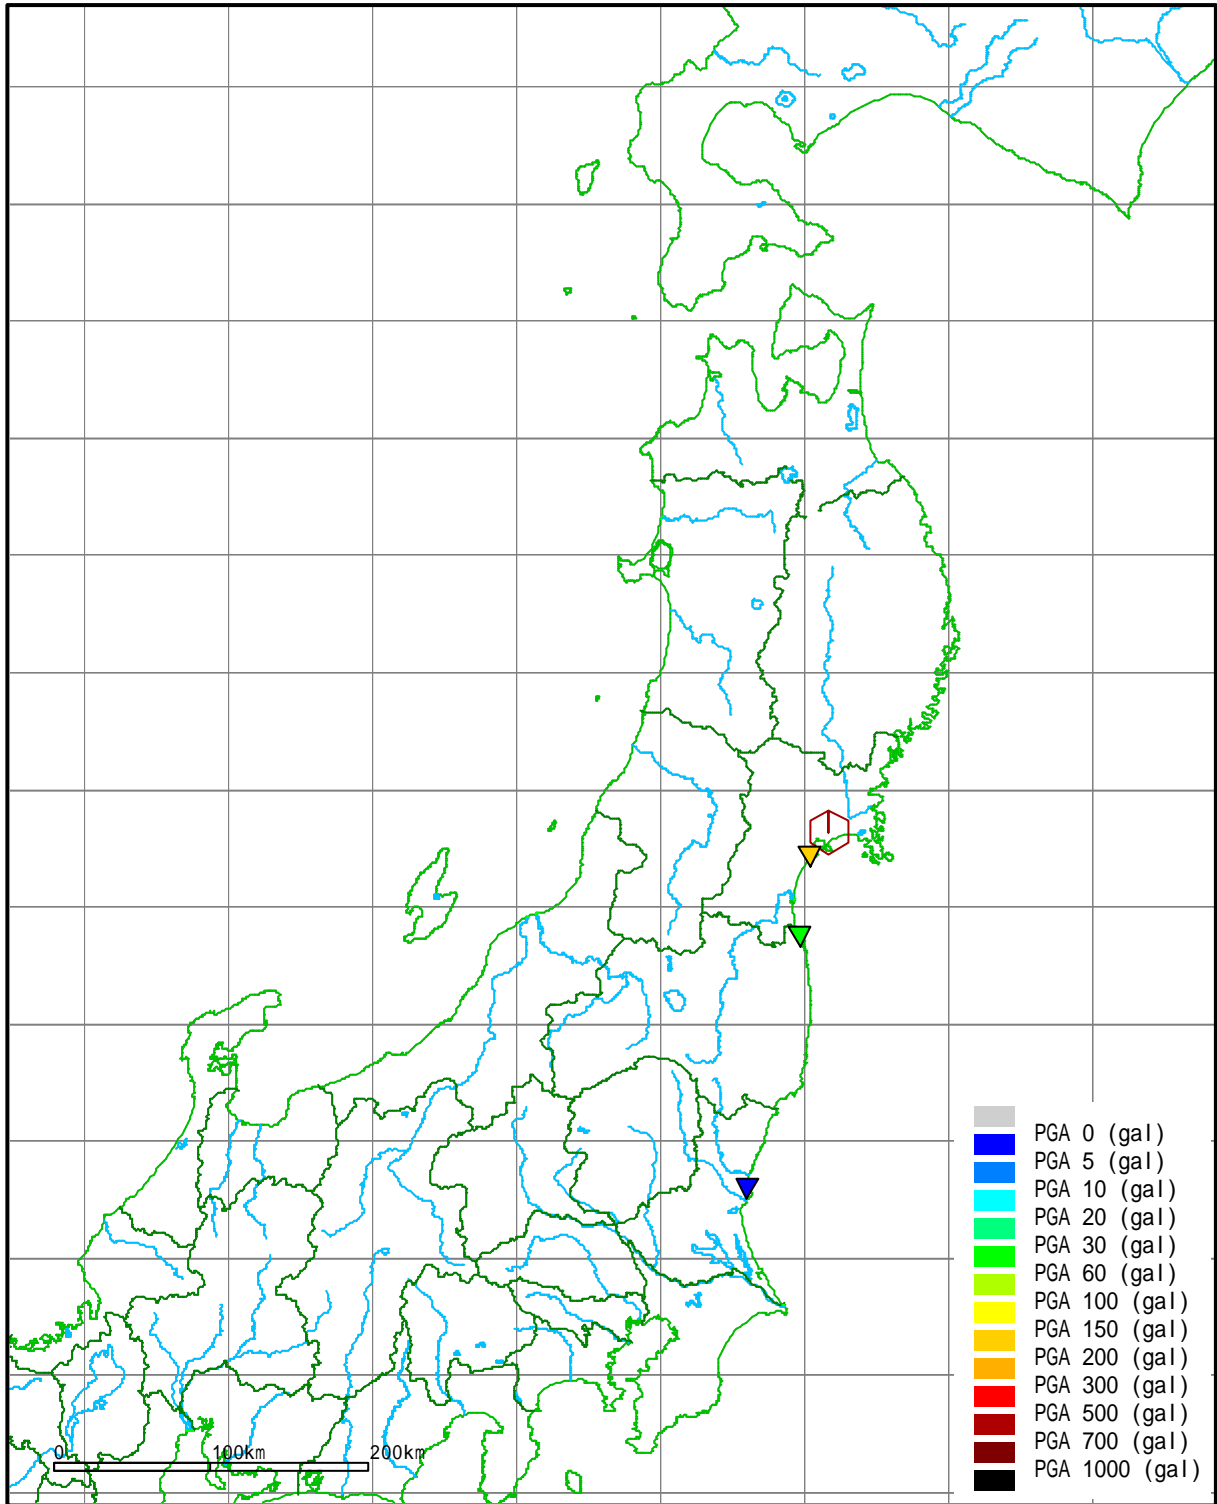 PGA 0 (gal)
PGA 5 (gal)
PGA 10 (gal)
PGA 20 (gal)
PGA 30 (gal)
PGA 60 (gal)
PGA 100 (gal)
PGA 150 (gal)
PGA 200 (gal)
PGA 300 (gal)
PGA 500 (gal)
PGA 700 (gal)
PGA 1000 (gal)
0 100km 200km